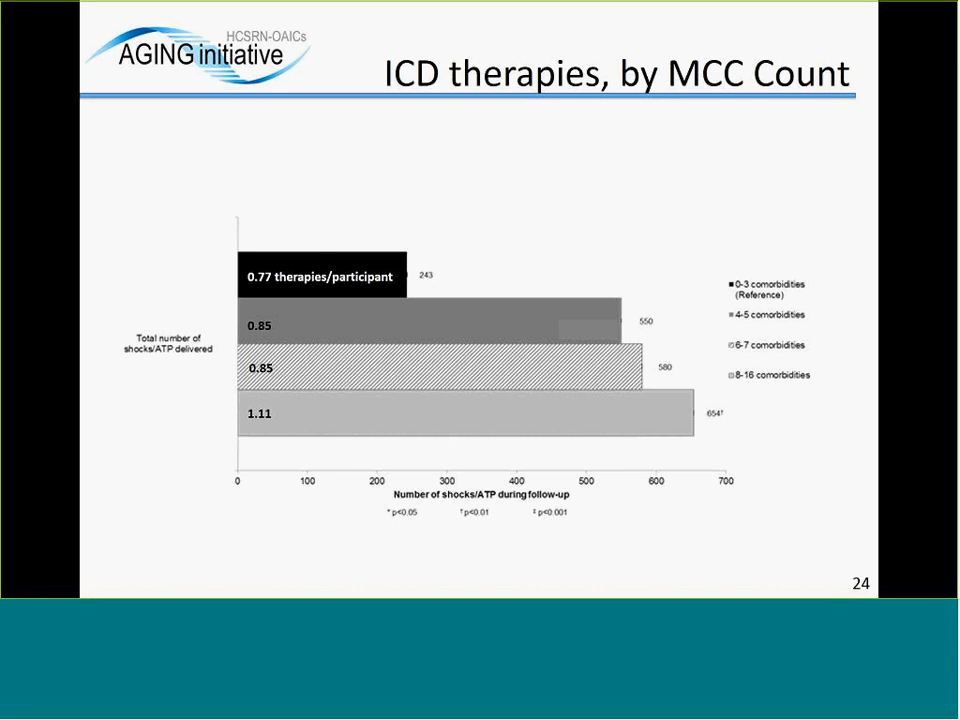 HCSRN-OAICs
AGING initiative
ICD therapies, by MCC Count
0.77 therapies/participant
243
0.85
550
0.85
580
1.11
654†
Total number of
shocks/ATP delivered
■0-3 comorbidities
(Reference)
4-5 comorbidities
6-7 comorbidities
8-16 comorbidities
0 100 200 300 400 500 600 700
Number of shocks/ATP during follow-up
* p<0.05 † p<0.01 ‡ p<0.001
24